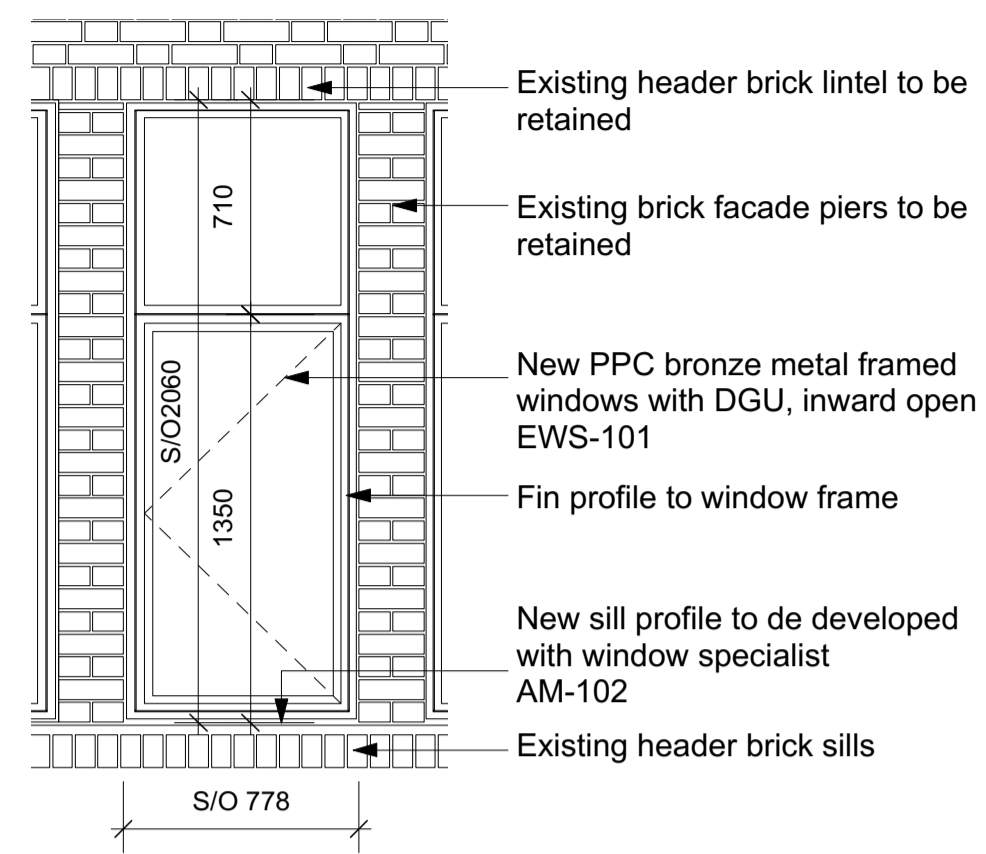 Existing header brick lintel to be
retained
710
Existing brick facade piers to be
retained
New PPC bronze metal framed
windows with DGU, inward open
EWS-101
S/O2060
1350
Fin profile to window frame
New sill profile to de developed
with window specialist
AM-102
Existing header brick sills
S/O 778